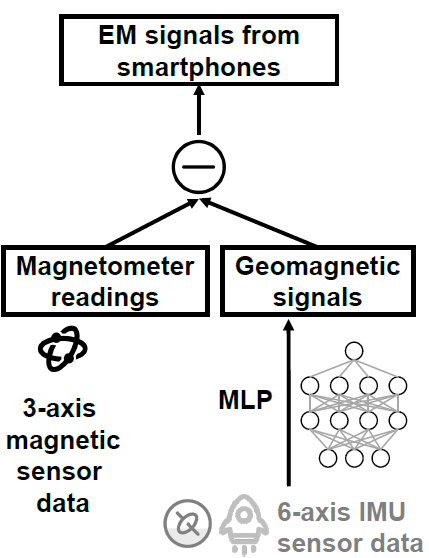 EM signals from
smartphones
Magnetometer
readings
Geomagnetic
signals
3-axis
magnetic
sensor
data
MLP
6-axis IMU
sensor data